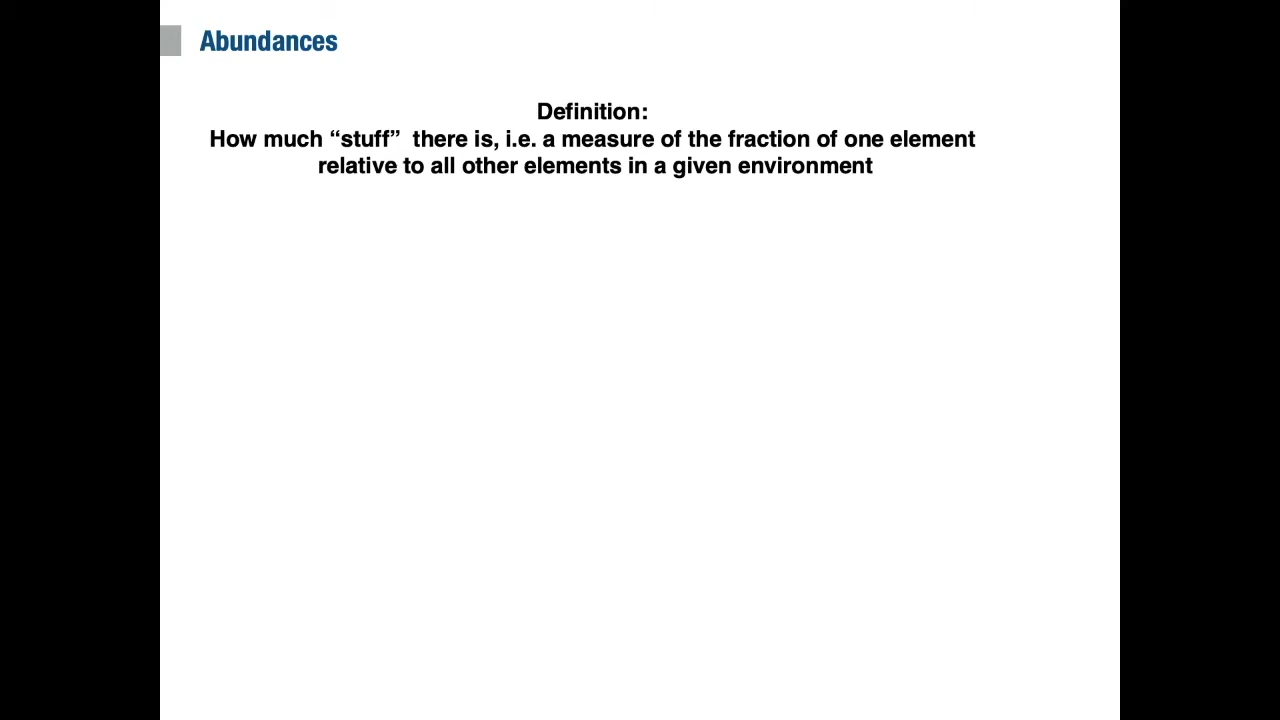 Abundances
Definition:
How much “stuff”  there is, i.e. a measure of the fraction of one element
relative to all other elements in a given environment